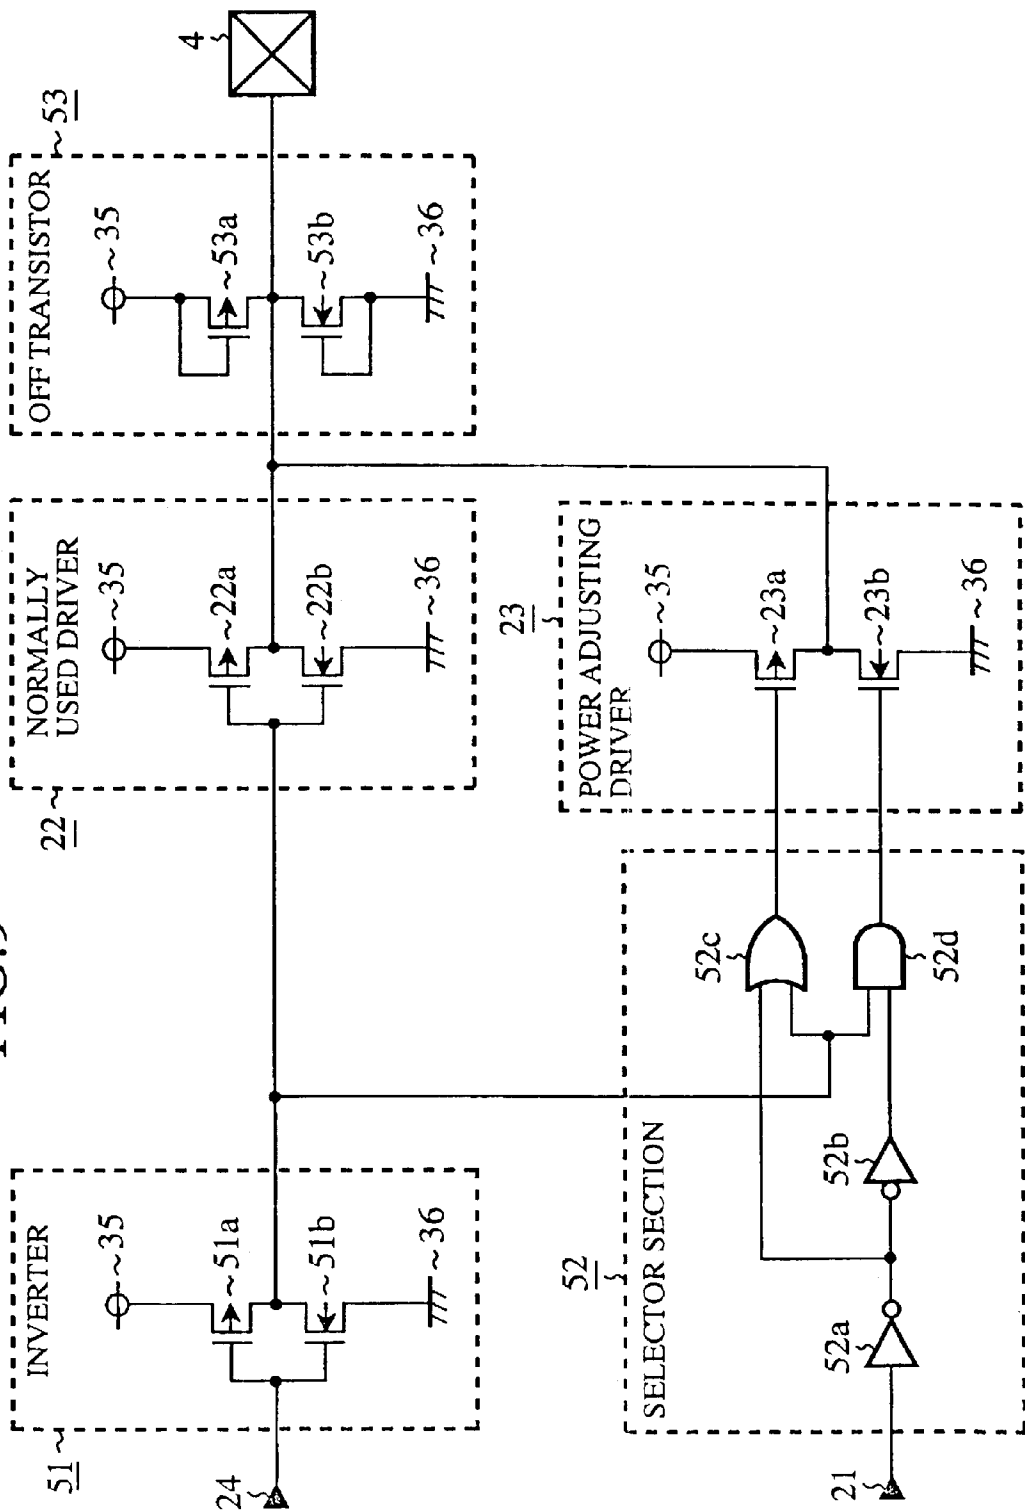 FIG.9
51
INVERTER
35
51a
51b
36
24
22
NORMALLY
USED DRIVER
35
22a
22b
36
53
OFF TRANSISTOR
35
53a
53b
36
4
52
SELECTOR SECTION
52a
52b
52c
52d
21
23
POWER ADJUSTING
DRIVER
35
23a
23b
36